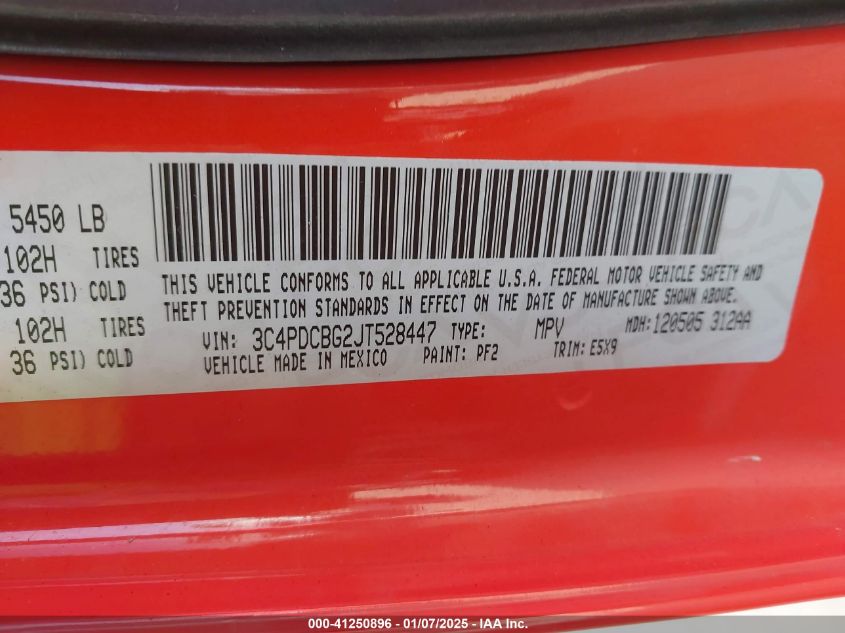 5450 LB
102H TIRES
36 PSI) COLD
102H TIRES
36 PSI) COLD
THIS VEHICLE CONFORMS TO ALL APPLICABLE U.S.A. FEDERAL MOTOR VEHICLE SAFETY AND
THEFT PREVENTION STANDARDS IN EFFECT ON THE DATE OF MANUFACTURE SHOWN ABOVE.
VIN: 3C4PDCBG2JT528447 TYPE: MPV MDH:120505 312AA
VEHICLE MADE IN MEXICO PAINT: PF2 TRIM: E5X9
000-41250896 - 01/07/2025 - IAA Inc.